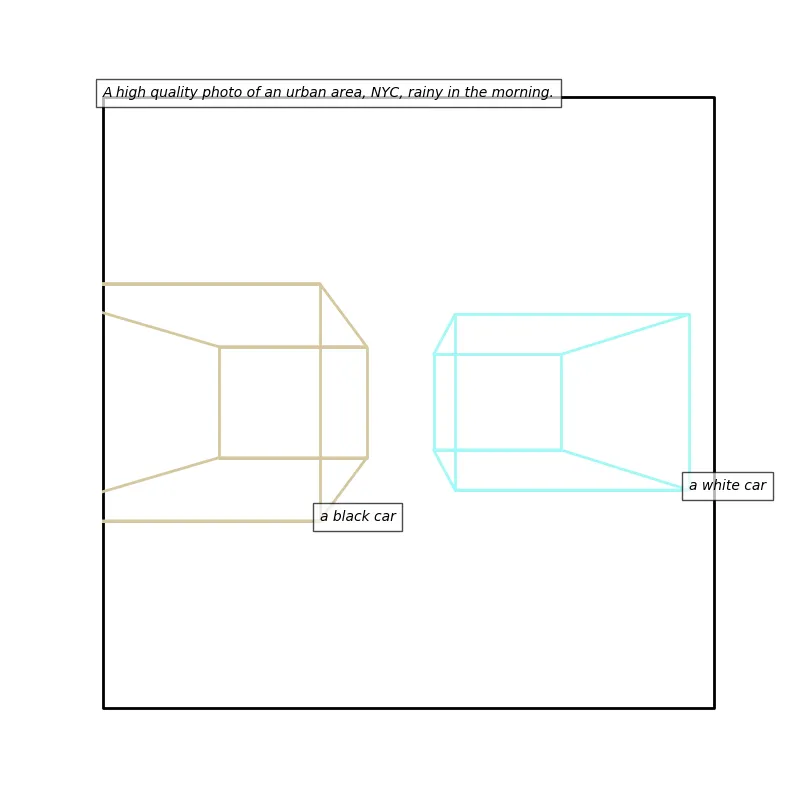 A high quality photo of an urban area, NYC, rainy in the morning.
a white car
a black car